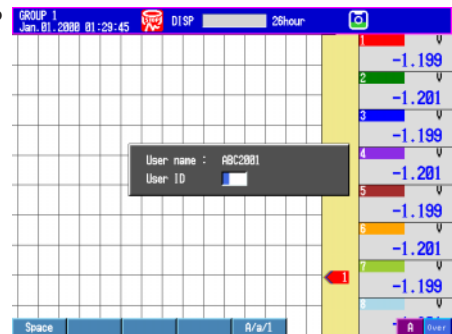 GROUP 1
Jan.01.2000 01:29:45
DISP
26hour
1 V
-1.199
2 V
-1.201
3 V
-1.199
4 V
-1.201
5 V
-1.199
6 V
-1.201
7 V
-1.199
8 V
User name : ABC2001
User ID
1
Space
A/a/1
A
Over